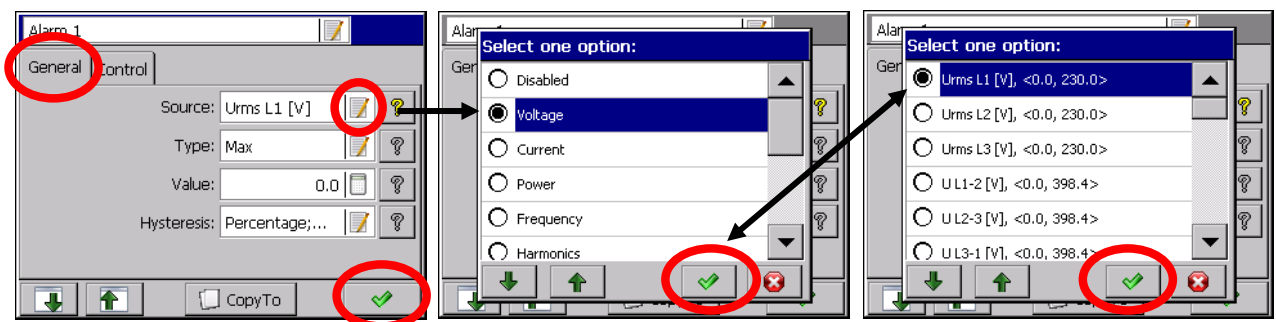 Alarm 1
General Control
Source: Urms L1 [V]
Type: Max
Value: 0.0
Hysteresis: Percentage;...
CopyTo
Select one option:
Disabled
Voltage
Current
Power
Frequency
Harmonics
Select one option:
Urms L1 [V], <0.0, 230.0>
Urms L2 [V], <0.0, 230.0>
Urms L3 [V], <0.0, 230.0>
U L1-2 [V], <0.0, 398.4>
U L2-3 [V], <0.0, 398.4>
U L3-1 [V], <0.0, 398.4>